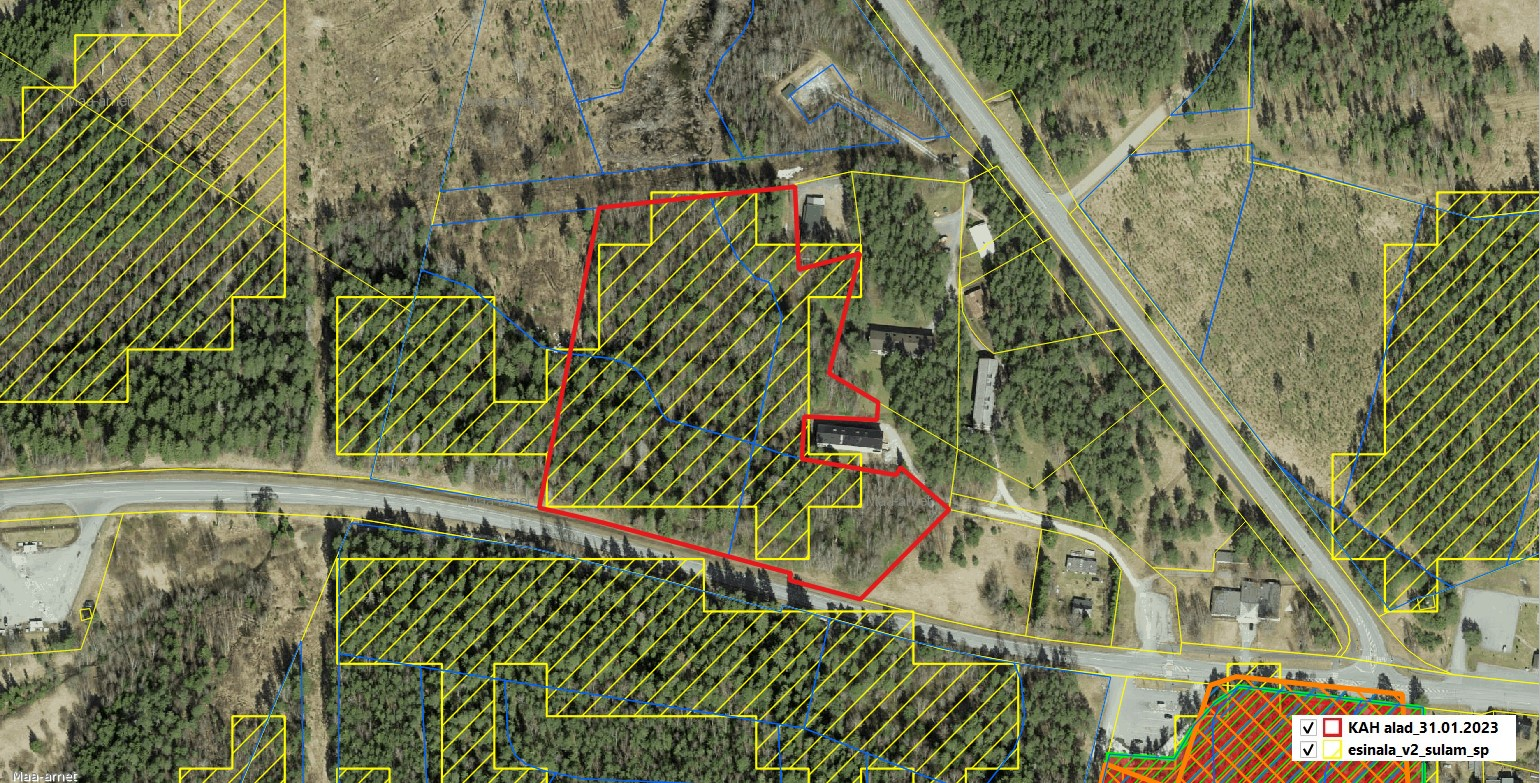 Maa-amet
KAH alad_31.01.2023
esinala_v2_sulam_sp
Maa-amet